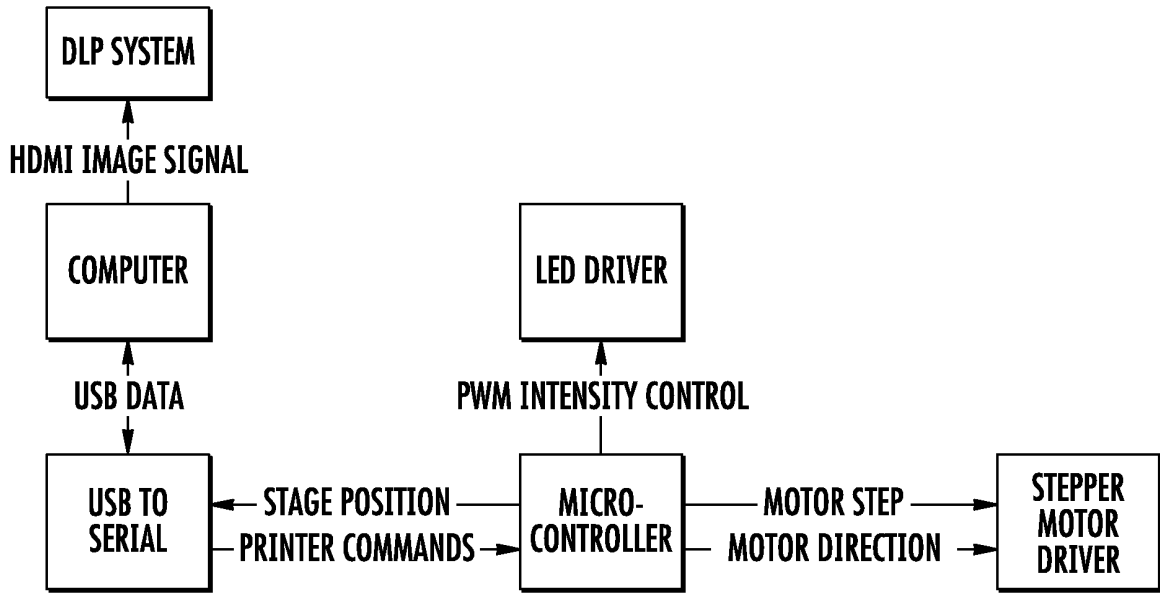 DLP SYSTEM
HDMI IMAGE SIGNAL
COMPUTER
LED DRIVER
USB DATA
PWM INTENSITY CONTROL
USB TO
SERIAL
STAGE POSITION
PRINTER COMMANDS
MICRO-
CONTROLLER
MOTOR STEP
MOTOR DIRECTION
STEPPER
MOTOR
DRIVER